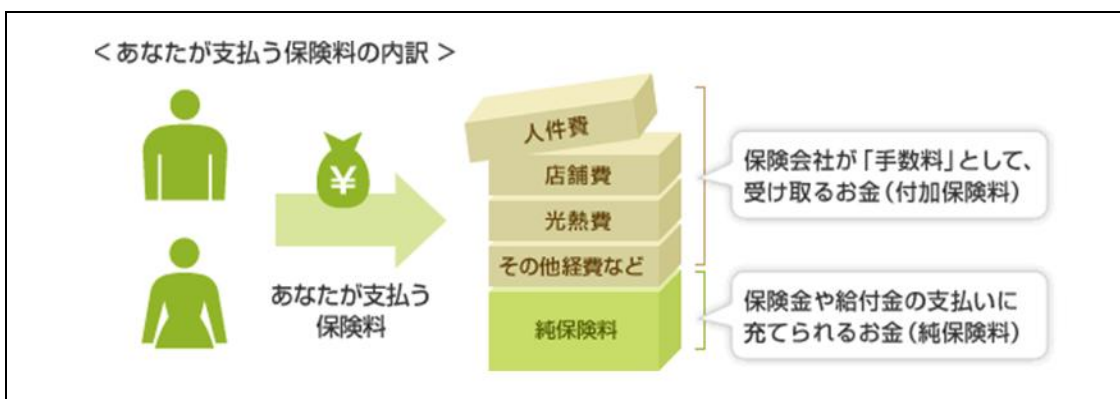 ＜あなたが支払う保険料の内訳＞
¥
あなたが支払う
保険料
人件費
店舗費
光熱費
その他経費など
純保険料
保険会社が「手数料」として、
受け取るお金（付加保険料）
保険金や給付金の支払いに
充てられるお金（純保険料）